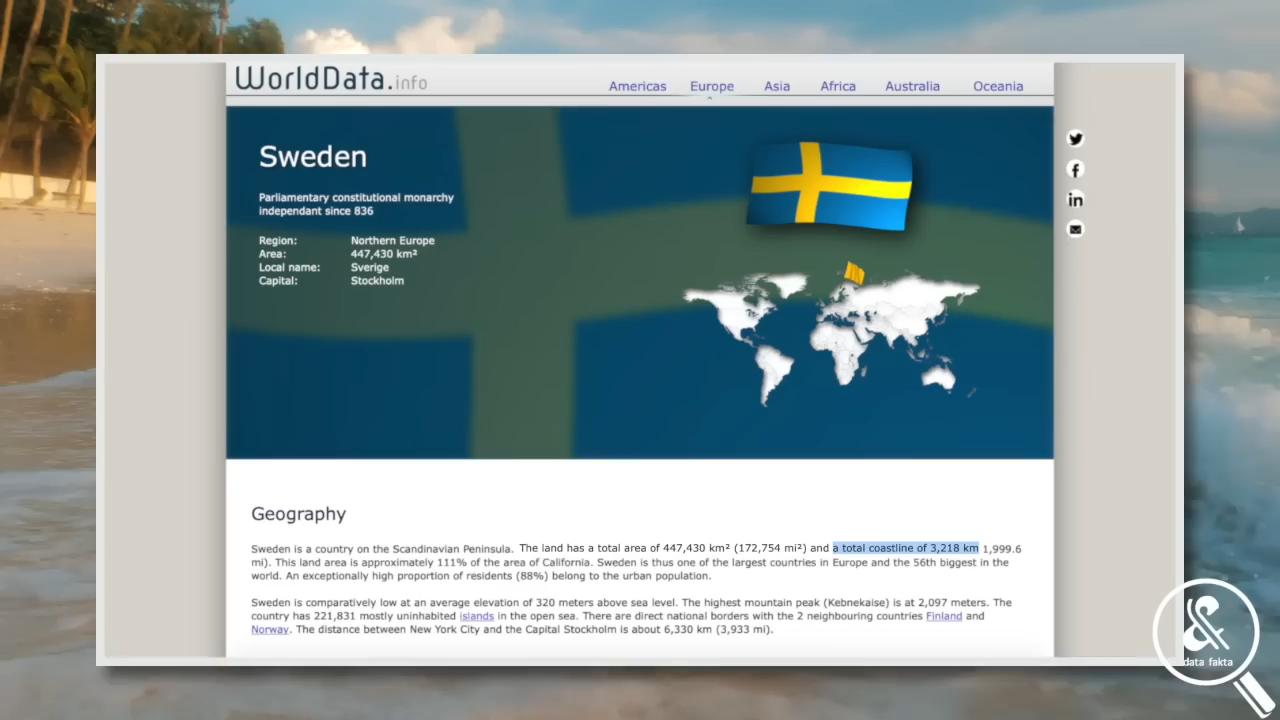 WorldData.info
Americas Europe Asia Africa Australia Oceania
Sweden
Parliamentary constitutional monarchy
independant since 836
Region: Northern Europe
Area: 447,430 km²
Local name: Sverige
Capital: Stockholm
Geography
Sweden is a country on the Scandinavian Peninsula. The land has a total area of 447,430 km² (172,754 mi²) and a total coastline of 3,218 km 1,999.6
mi). This land area is approximately 111% of the area of California. Sweden is thus one of the largest countries in Europe and the 56th biggest in the
world. An exceptionally high proportion of residents (88%) belong to the urban population.
Sweden is comparatively low at an average elevation of 320 meters above sea level. The highest mountain peak (Kebnekaise) is at 2,097 meters. The
country has 221,831 mostly uninhabited islands in the open sea. There are direct national borders with the 2 neighbouring countries Finland and
Norway. The distance between New York City and the Capital Stockholm is about 6,330 km (3,933 mi).
&
data fakta